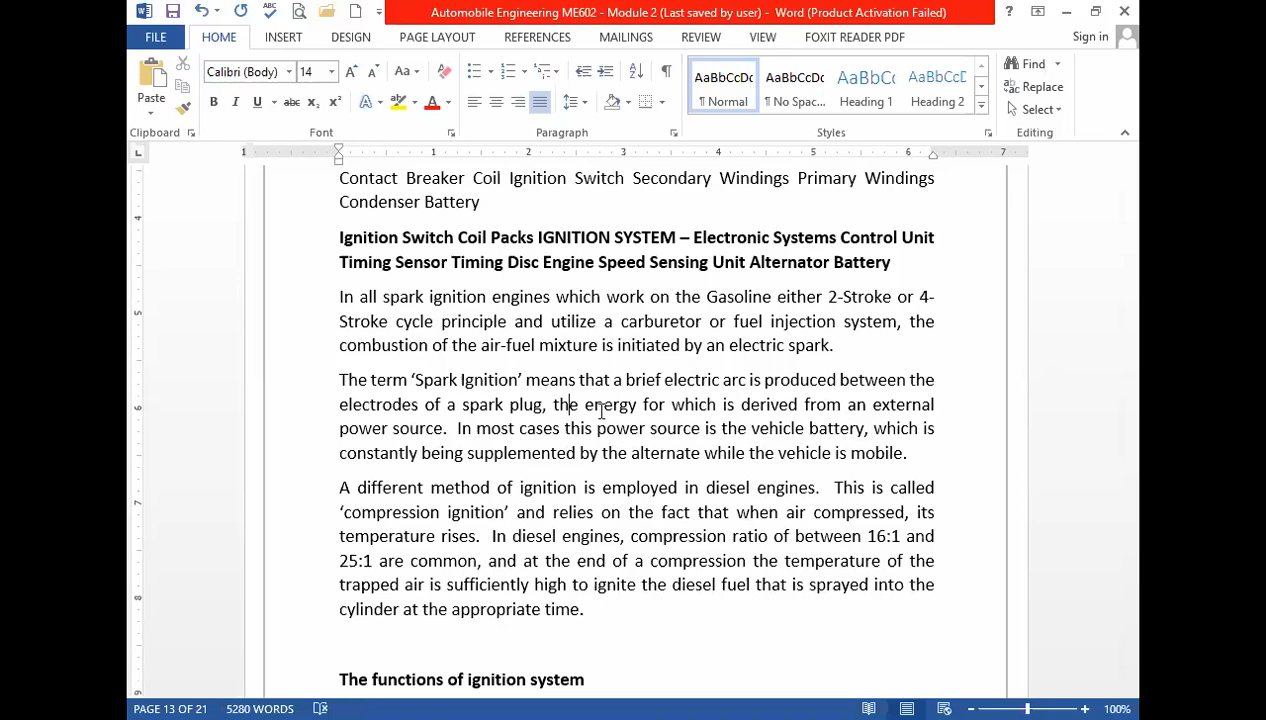 Automobile Engineering ME602 - Module 2 (Last saved by user) - Word (Product Activation Failed)
FILE HOME INSERT DESIGN PAGE LAYOUT REFERENCES MAILINGS REVIEW VIEW FOXIT READER PDF Sign in
Calibri (Body) 14
AaBbCcDc AaBbCcDc AaBbCc AaBbCcD
¶ Normal ¶ No Spac... Heading 1 Heading 2
Find
Replace
Select
Paste
Clipboard Font Paragraph Styles Editing
1 1 2 3 4 5 6 7
Contact Breaker Coil Ignition Switch Secondary Windings Primary Windings
Condenser Battery
Ignition Switch Coil Packs IGNITION SYSTEM – Electronic Systems Control Unit
Timing Sensor Timing Disc Engine Speed Sensing Unit Alternator Battery
In all spark ignition engines which work on the Gasoline either 2-Stroke or 4-
Stroke cycle principle and utilize a carburetor or fuel injection system, the
combustion of the air-fuel mixture is initiated by an electric spark.
The term ‘Spark Ignition’ means that a brief electric arc is produced between the
electrodes of a spark plug, the energy for which is derived from an external
power source. In most cases this power source is the vehicle battery, which is
constantly being supplemented by the alternate while the vehicle is mobile.
A different method of ignition is employed in diesel engines. This is called
‘compression ignition’ and relies on the fact that when air compressed, its
temperature rises. In diesel engines, compression ratio of between 16:1 and
25:1 are common, and at the end of a compression the temperature of the
trapped air is sufficiently high to ignite the diesel fuel that is sprayed into the
cylinder at the appropriate time.
The functions of ignition system
PAGE 13 OF 21 5280 WORDS 100%